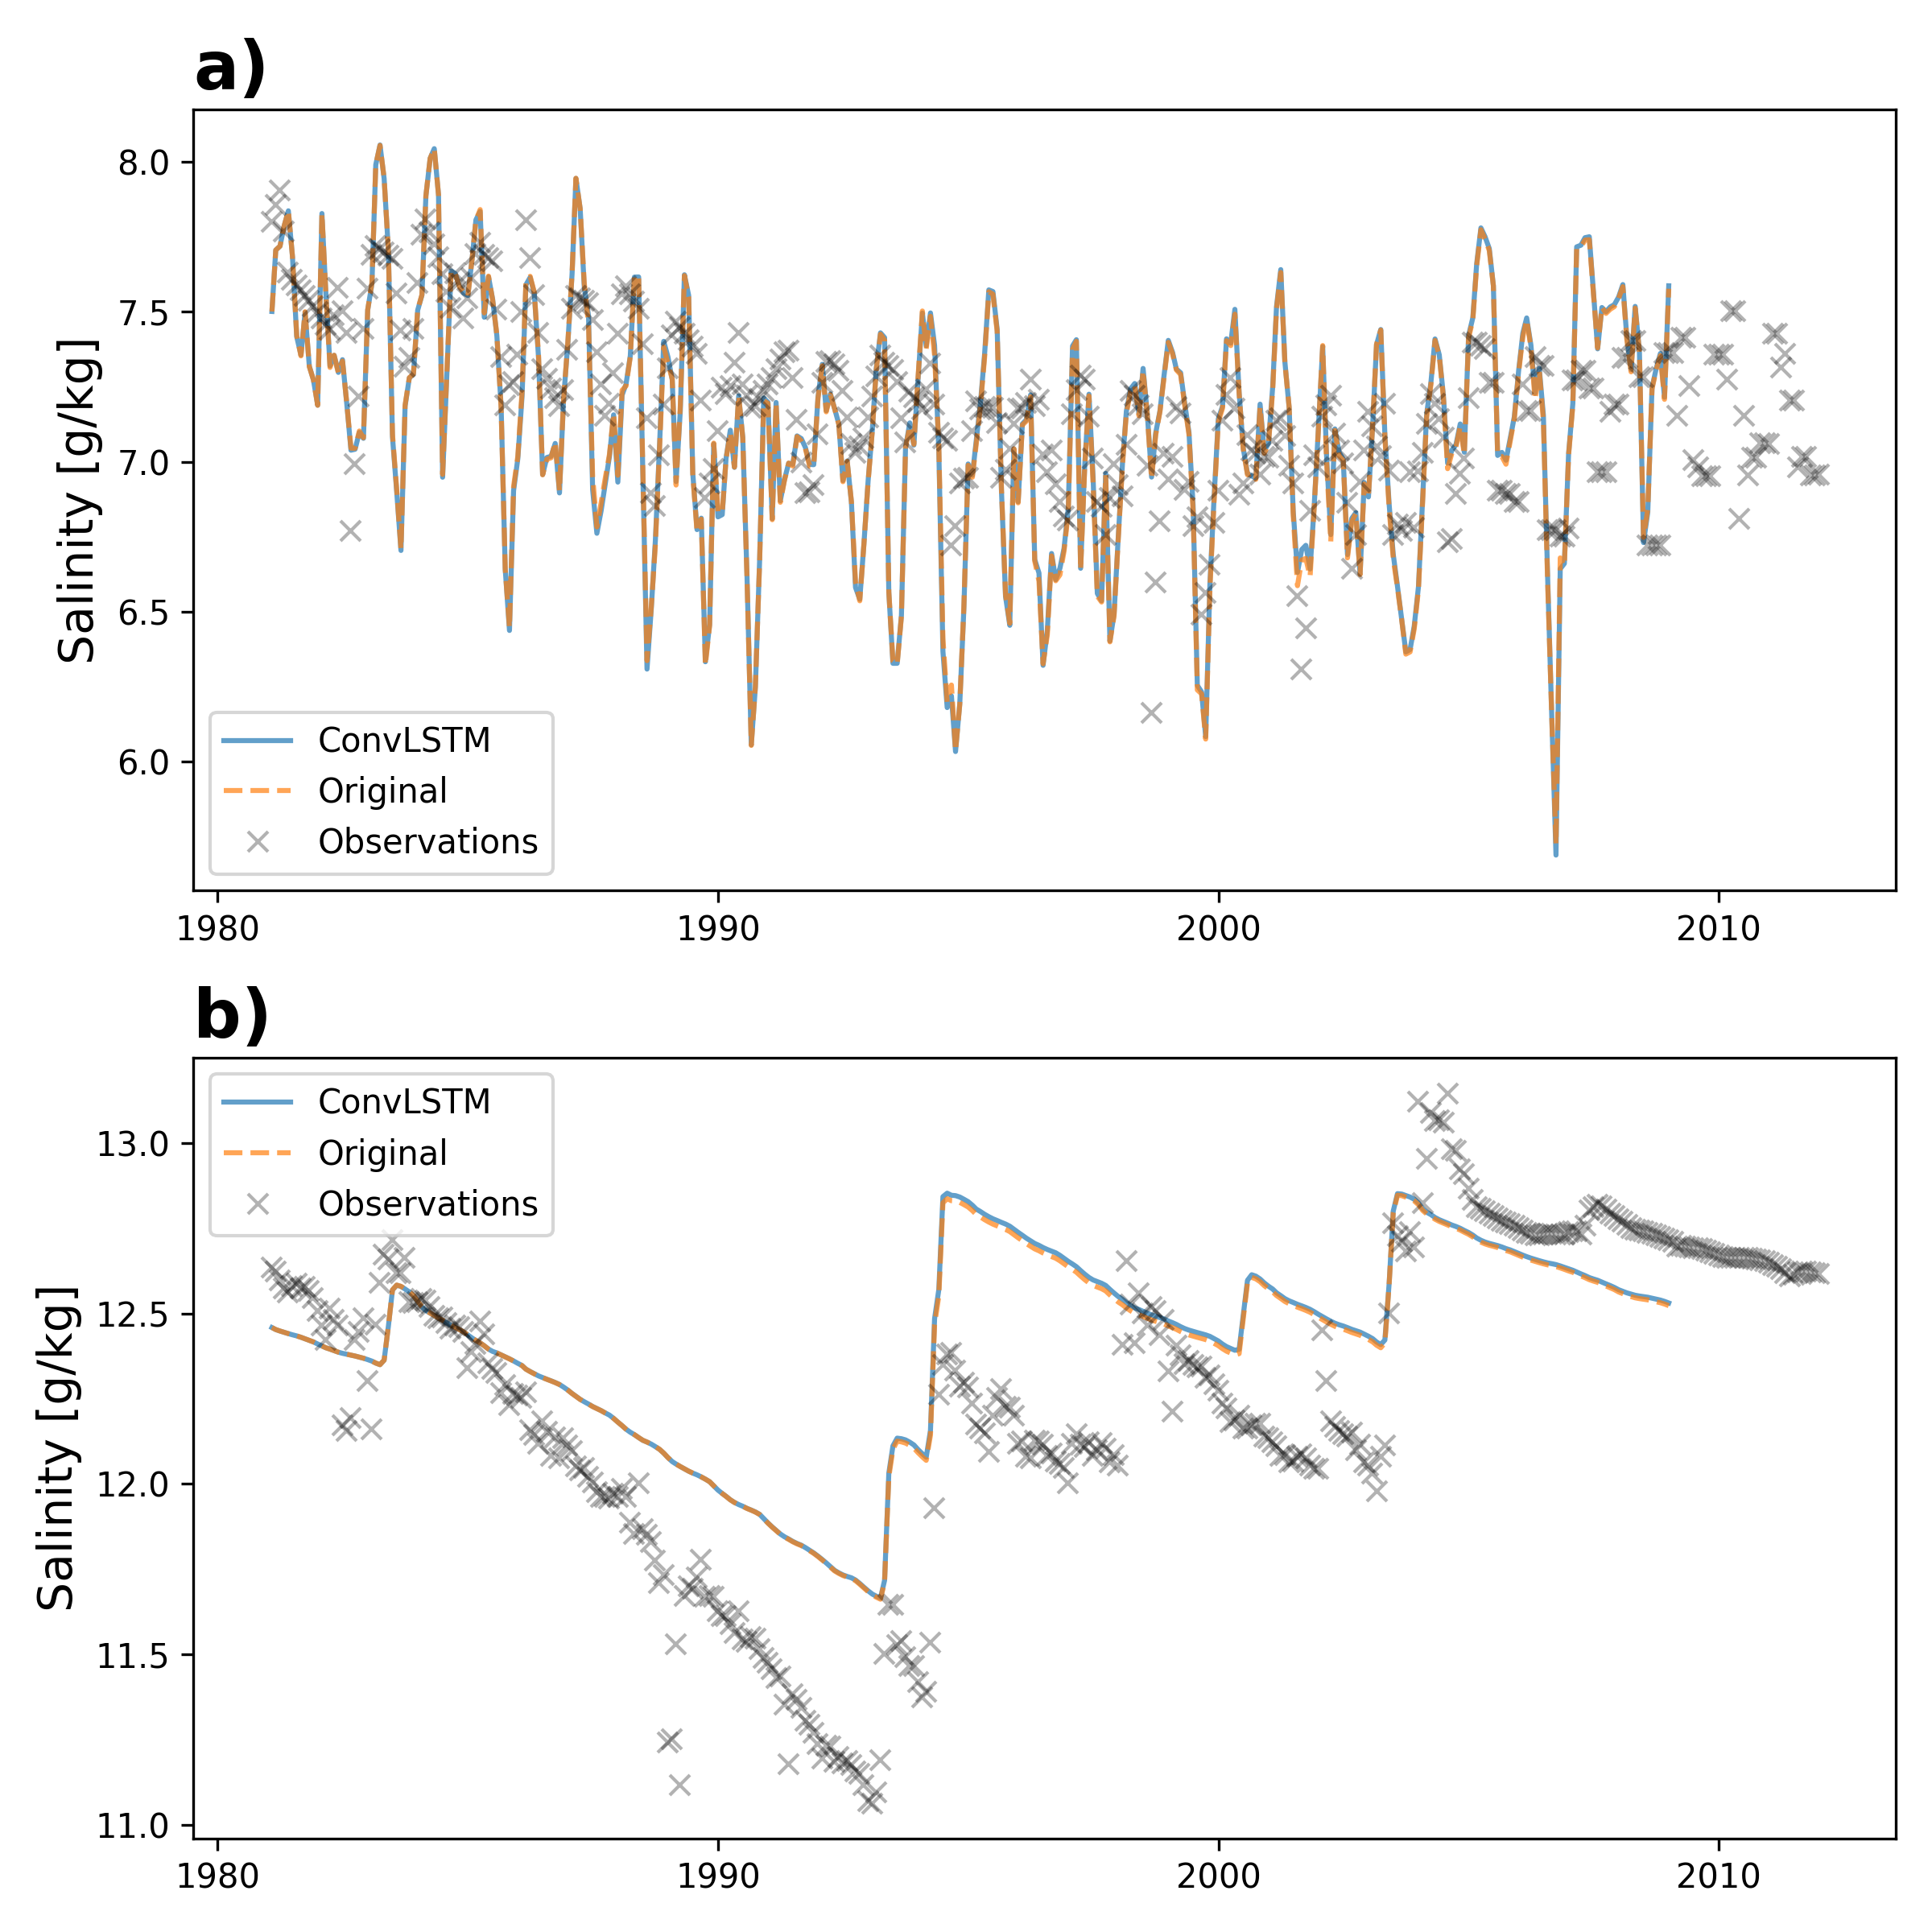 a)
Salinity [g/kg]
8.0
7.5
7.0
6.5
6.0
ConvLSTM
Original
Observations
1980 1990 2000 2010
b)
Salinity [g/kg]
13.0
12.5
12.0
11.5
11.0
ConvLSTM
Original
Observations
1980 1990 2000 2010